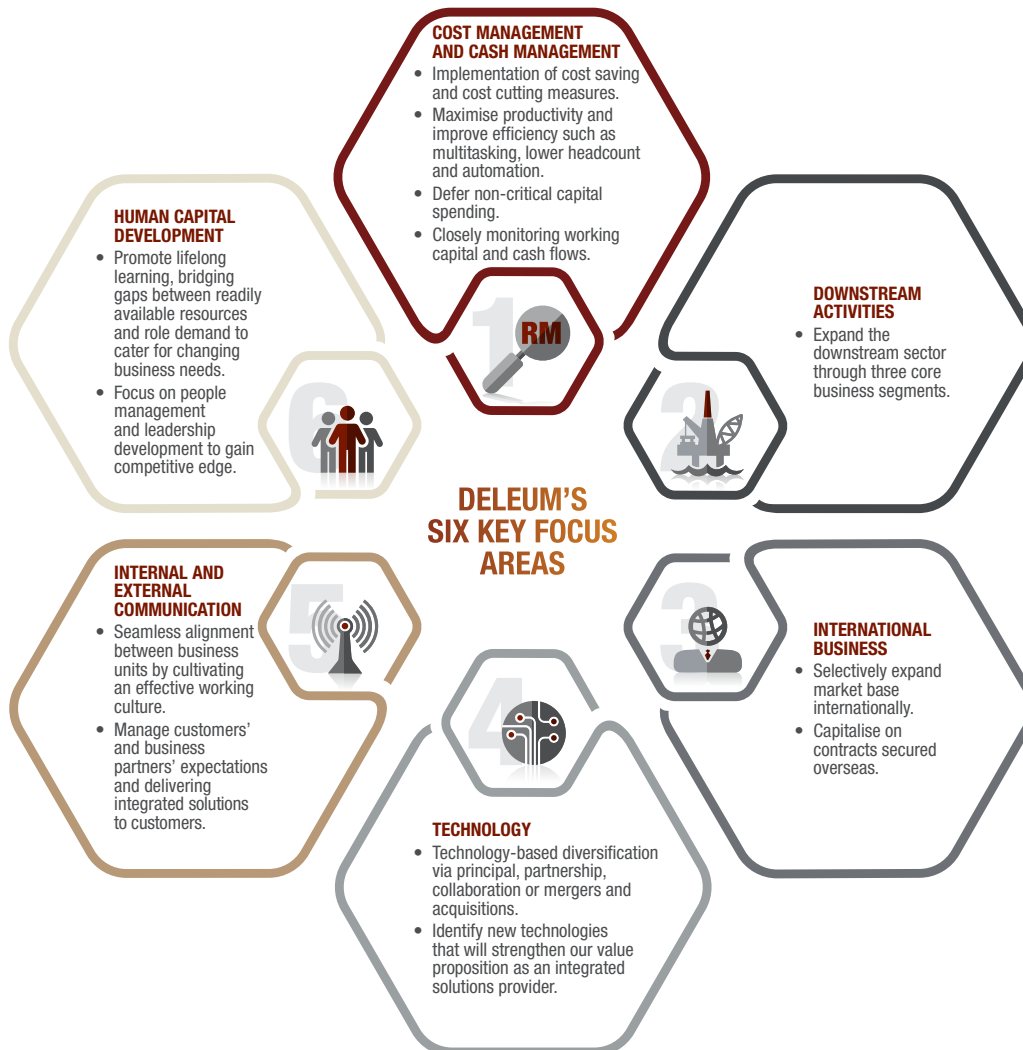 COST MANAGEMENT
AND CASH MANAGEMENT
• Implementation of cost saving
and cost cutting measures.
• Maximise productivity and
improve efficiency such as
multitasking, lower headcount
and automation.
• Defer non-critical capital
spending.
• Closely monitoring working
capital and cash flows.
1
RM
DOWNSTREAM
ACTIVITIES
• Expand the
downstream sector
through three core
business segments.
2
INTERNATIONAL
BUSINESS
• Selectively expand
market base
internationally.
• Capitalise on
contracts secured
overseas.
3
TECHNOLOGY
• Technology-based diversification
via principal, partnership,
collaboration or mergers and
acquisitions.
• Identify new technologies
that will strengthen our value
proposition as an integrated
solutions provider.
4
INTERNAL AND
EXTERNAL
COMMUNICATION
• Seamless alignment
between business
units by cultivating
an effective working
culture.
• Manage customers'
and business
partners' expectations
and delivering
integrated solutions
to customers.
5
HUMAN CAPITAL
DEVELOPMENT
• Promote lifelong
learning, bridging
gaps between readily
available resources
and role demand to
cater for changing
business needs.
• Focus on people
management
and leadership
development to gain
competitive edge.
6
DELEUM'S
SIX KEY FOCUS
AREAS